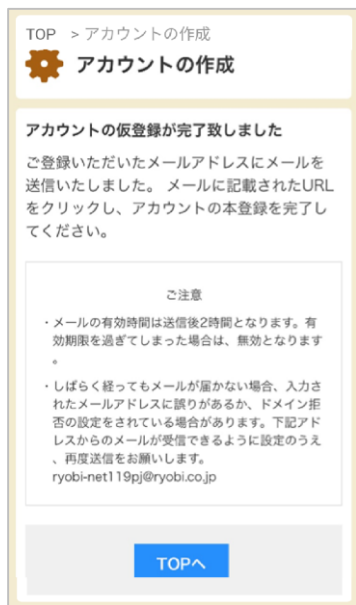 TOP >アカウントの作成
アカウントの作成
アカウントの仮登録が完了致しました
ご登録いただいたメールアドレスにメールを
送信いたしました。 メールに記載されたURL
をクリックし、アカウントの本登録を完了し
てください。
ご注意
・メールの有効時間は送信後2時間となります。有
効期限を過ぎてしまった場合は、無効となります
。
・しばらく経ってもメールが届かない場合、入力さ
れたメールアドレスに誤りがあるか、ドメイン拒
否の設定をされている場合があります。下記アド
レスからのメールが受信できるように設定のうえ
、再度送信をお願いします。
ryobi-net119pj@ryobi.co.jp
TOPへ